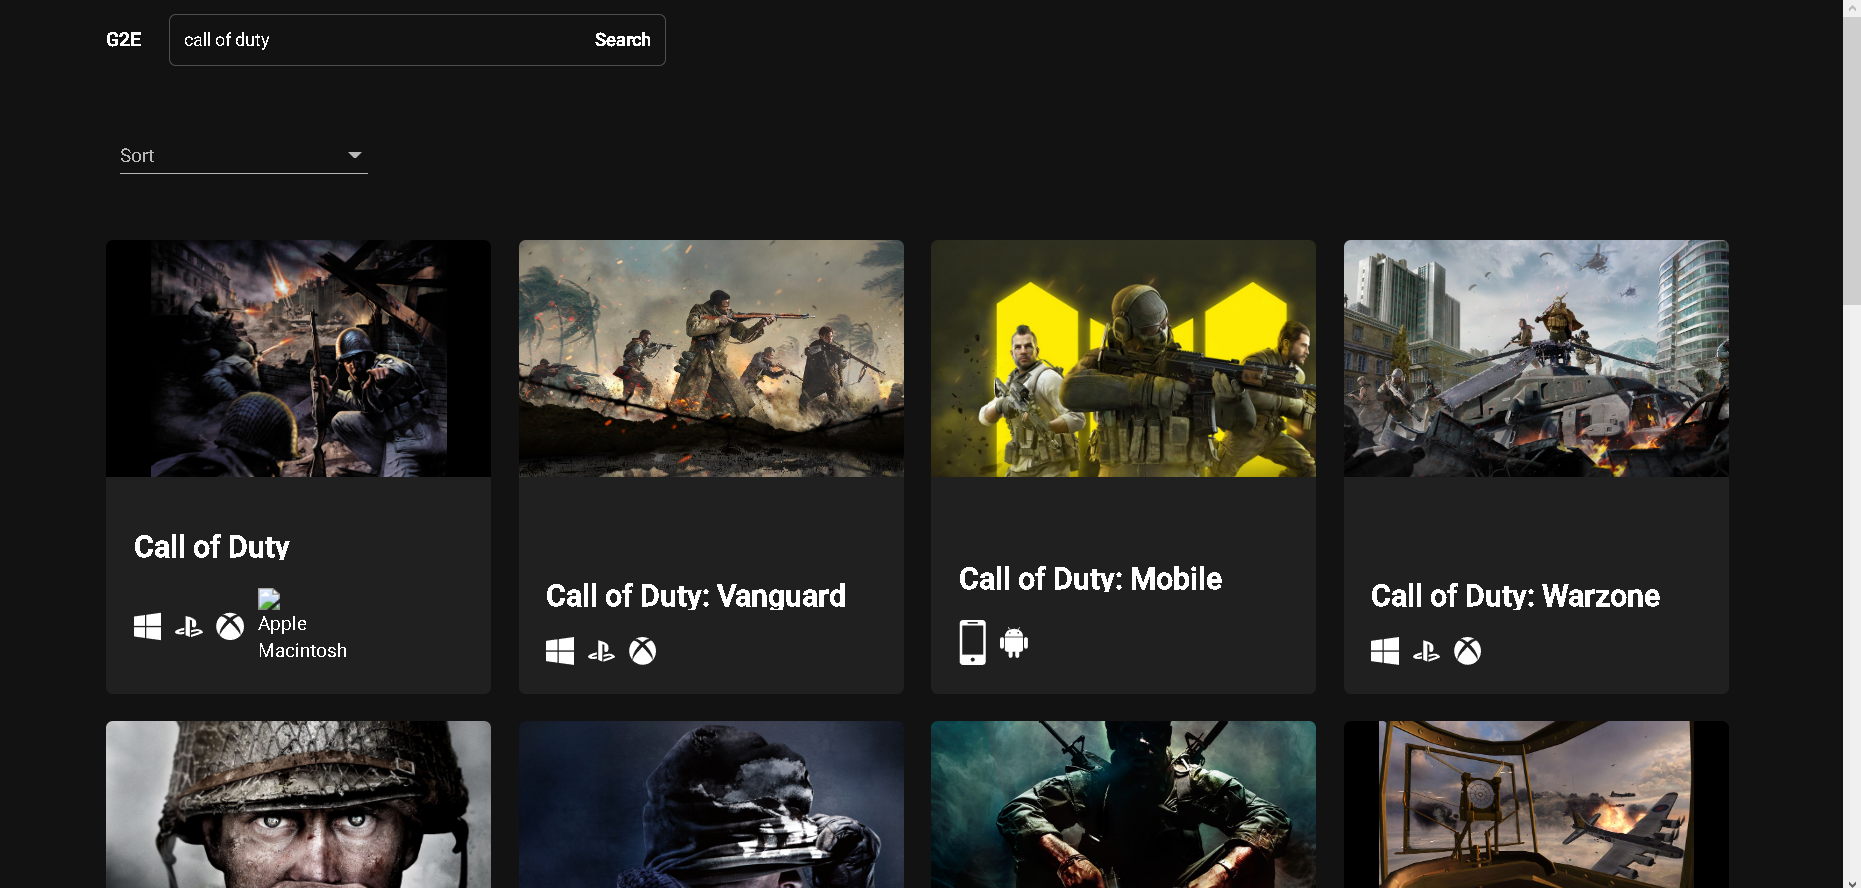 G2E
call of duty
Search
Sort
Call of Duty
Apple
Macintosh
Call of Duty: Vanguard
Call of Duty: Mobile
Call of Duty: Warzone